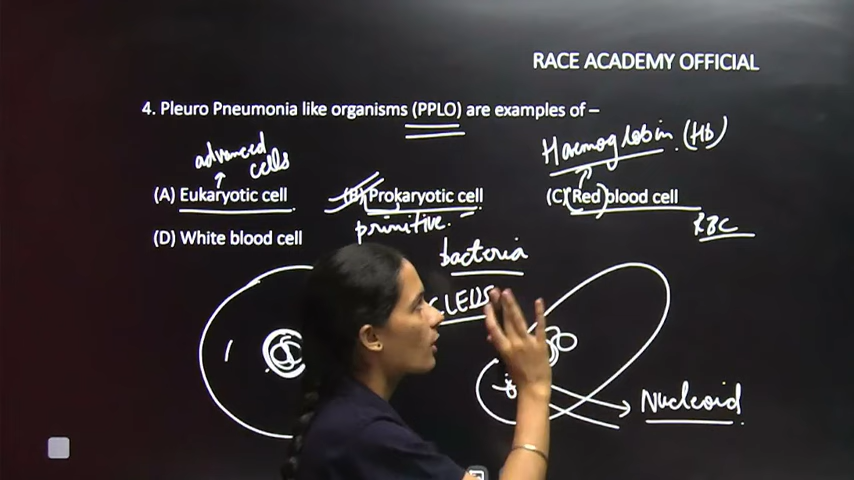 RACE ACADEMY OFFICIAL
4. Pleuro Pneumonia like organisms (PPLO) are examples of –
Haemoglobin (Hb)
advanced
cells
(A) Eukaryotic cell (B) Prokaryotic cell (C) Red blood cell
primitive.
RBC
(D) White blood cell
bacteria
Nucleoid